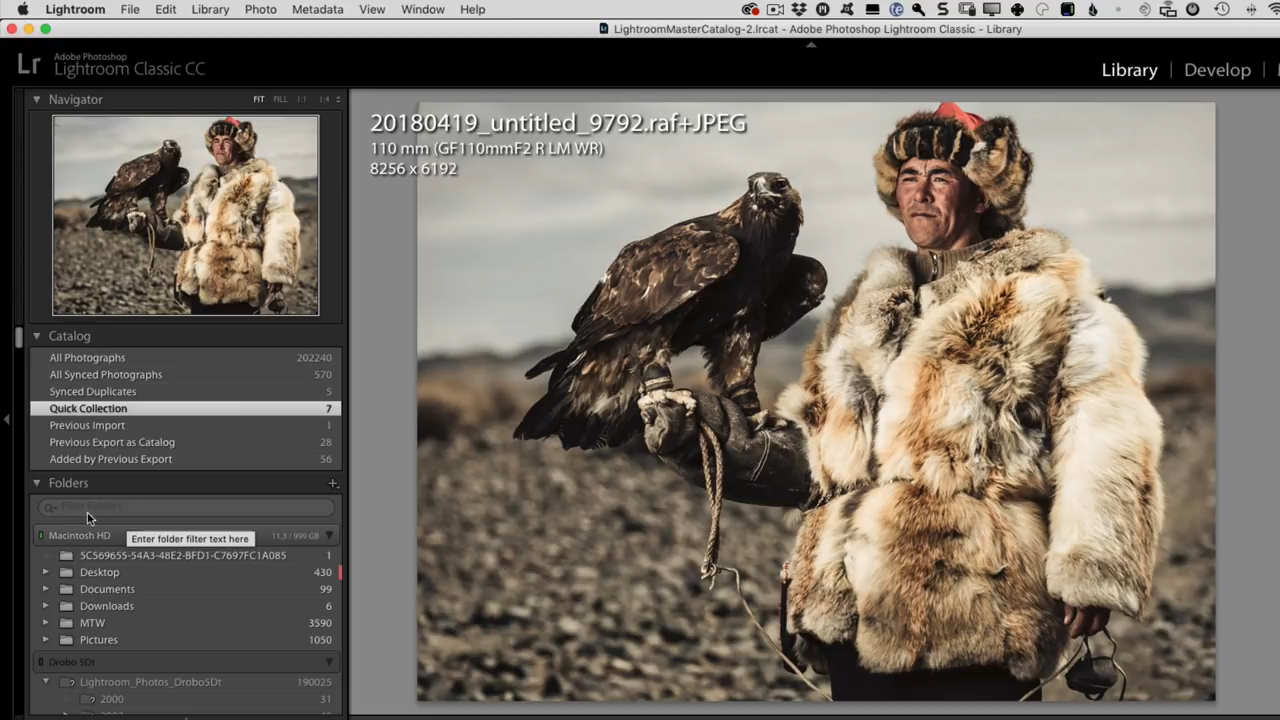 Lightroom File Edit Library Photo Metadata View Window Help
LightroomMasterCatalog-2.lrcat - Adobe Photoshop Lightroom Classic - Library
Lr Adobe Photoshop
Lightroom Classic CC
Library | Develop |
Navigator FIT FILL 1:1 1:4
20180419_untitled_9792.raf+JPEG
110 mm (GF110mmF2 R LM WR)
8256 x 6192
Catalog
All Photographs 202240
All Synced Photographs 570
Synced Duplicates 5
Quick Collection 7
Previous Import 1
Previous Export as Catalog 28
Added by Previous Export 56
Folders
Filter Folders
Macintosh HD 11,3 / 999 GB
Enter folder filter text here
5C569655-54A3-48E2-BFD1-C7697FC1A085 1
Desktop 430
Documents 99
Downloads 6
MTW 3590
Pictures 1050
Drobo 5Dt
Lightroom_Photos_Drobo5Dt 190025
2000 31